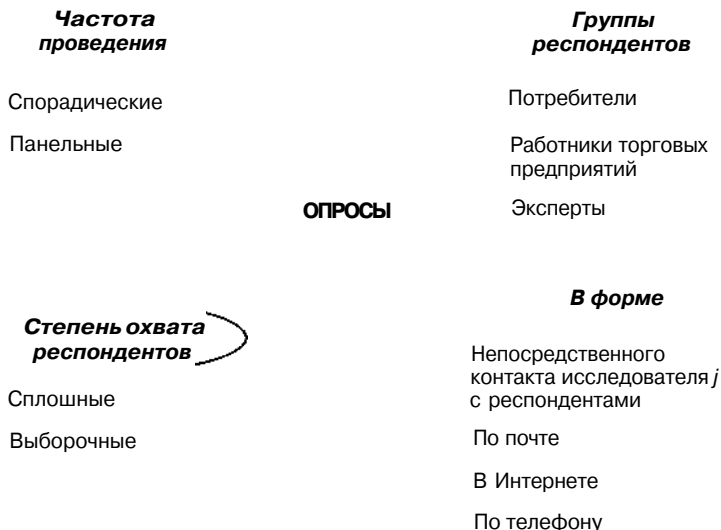 Частота
проведения
Спорадические
Панельные
Группы
респондентов
Потребители
Работники торговых
предприятий
Эксперты
ОПРОСЫ
Степень охвата
респондентов
Сплошные
Выборочные
В форме
Непосредственного
контакта исследователя j
с респондентами
По почте
В Интернете
По телефону